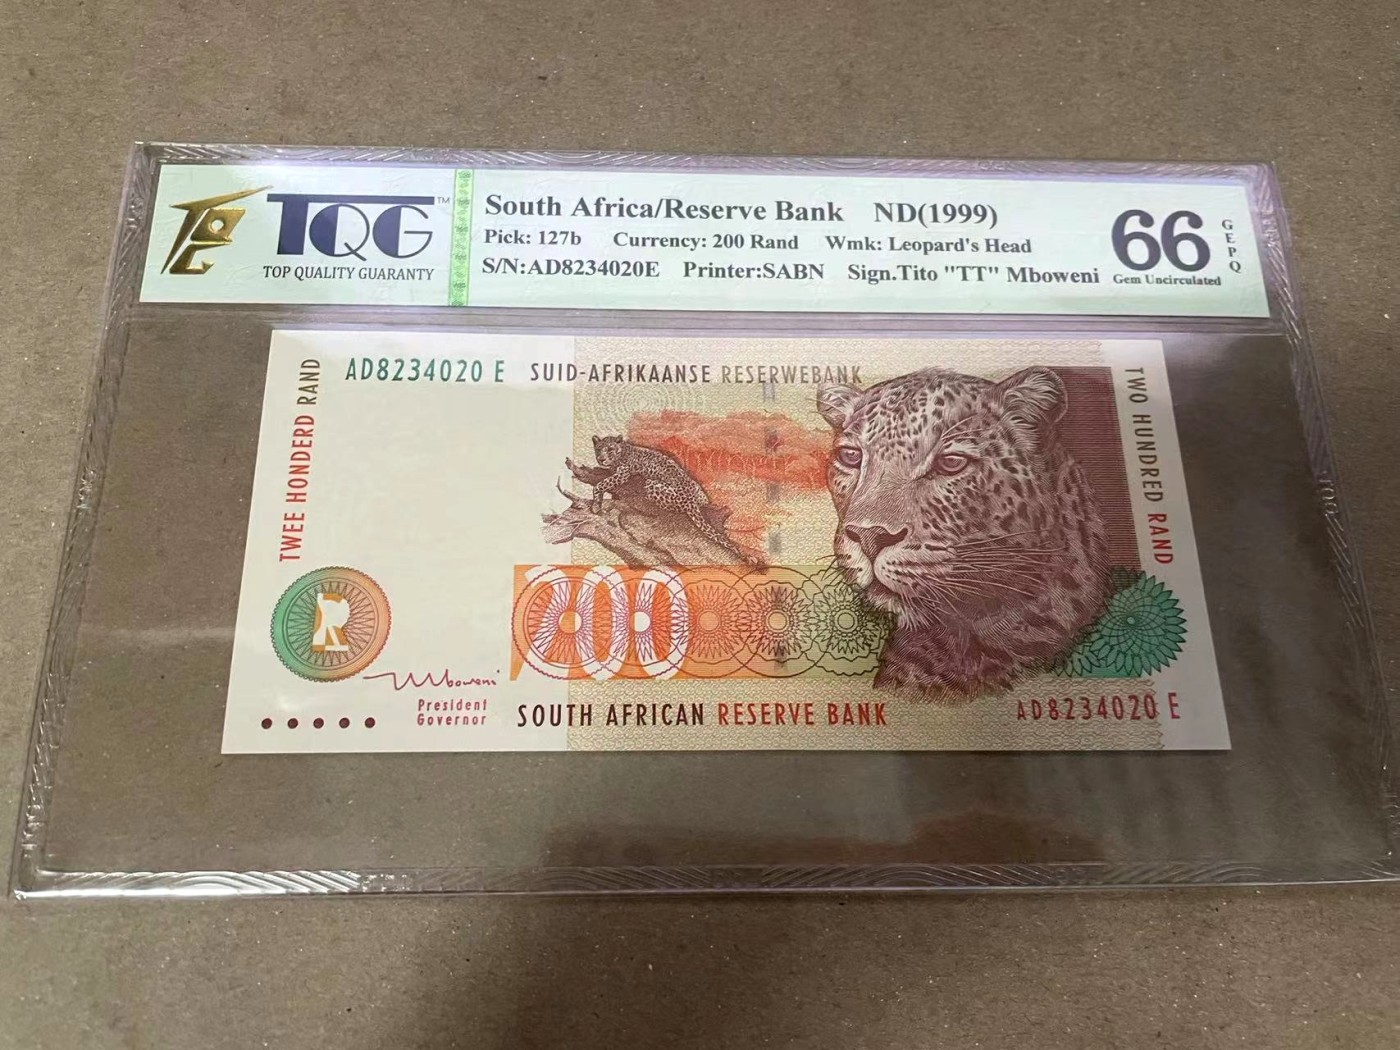 TQG™
TOP QUALITY GUARANTY
South Africa/Reserve Bank ND(1999)
Pick: 127b Currency: 200 Rand Wmk: Leopard's Head
S/N:AD8234020E Printer:SABN Sign.Tito "TT" Mboweni
66
Gem Uncirculated
GEPQ
AD8234020 E SUID-AFRIKAANSE RESERWEBANK
TWEE HONDERD RAND
TWO HUNDRED RAND
200
R
Mboweni
President
Governor
SOUTH AFRICAN RESERVE BANK
AD8234020 E